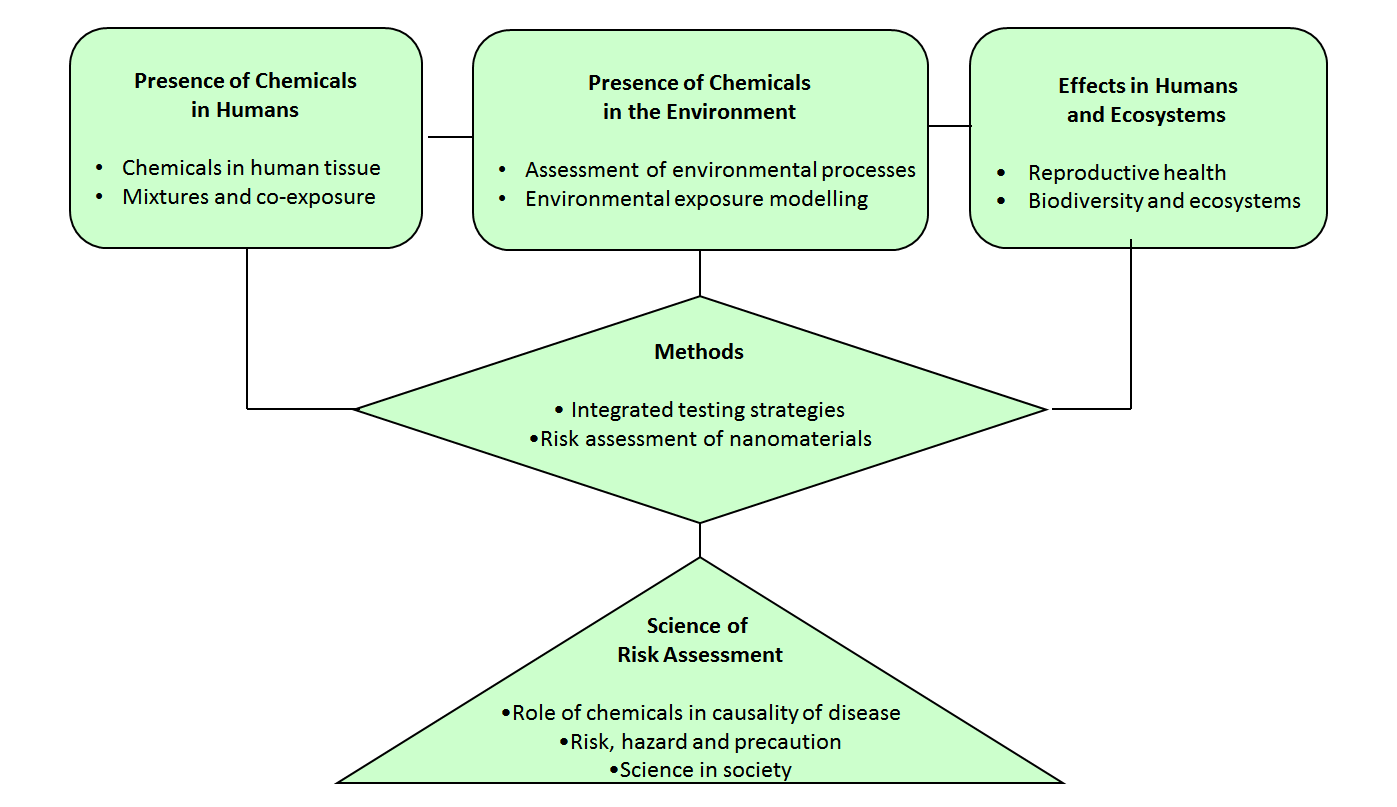 Presence of Chemicals
in Humans
• Chemicals in human tissue
• Mixtures and co-exposure
Presence of Chemicals
in the Environment
• Assessment of environmental processes
• Environmental exposure modelling
Effects in Humans
and Ecosystems
• Reproductive health
• Biodiversity and ecosystems
Methods
• Integrated testing strategies
•Risk assessment of nanomaterials
Science of
Risk Assessment
•Role of chemicals in causality of disease
•Risk, hazard and precaution
•Science in society